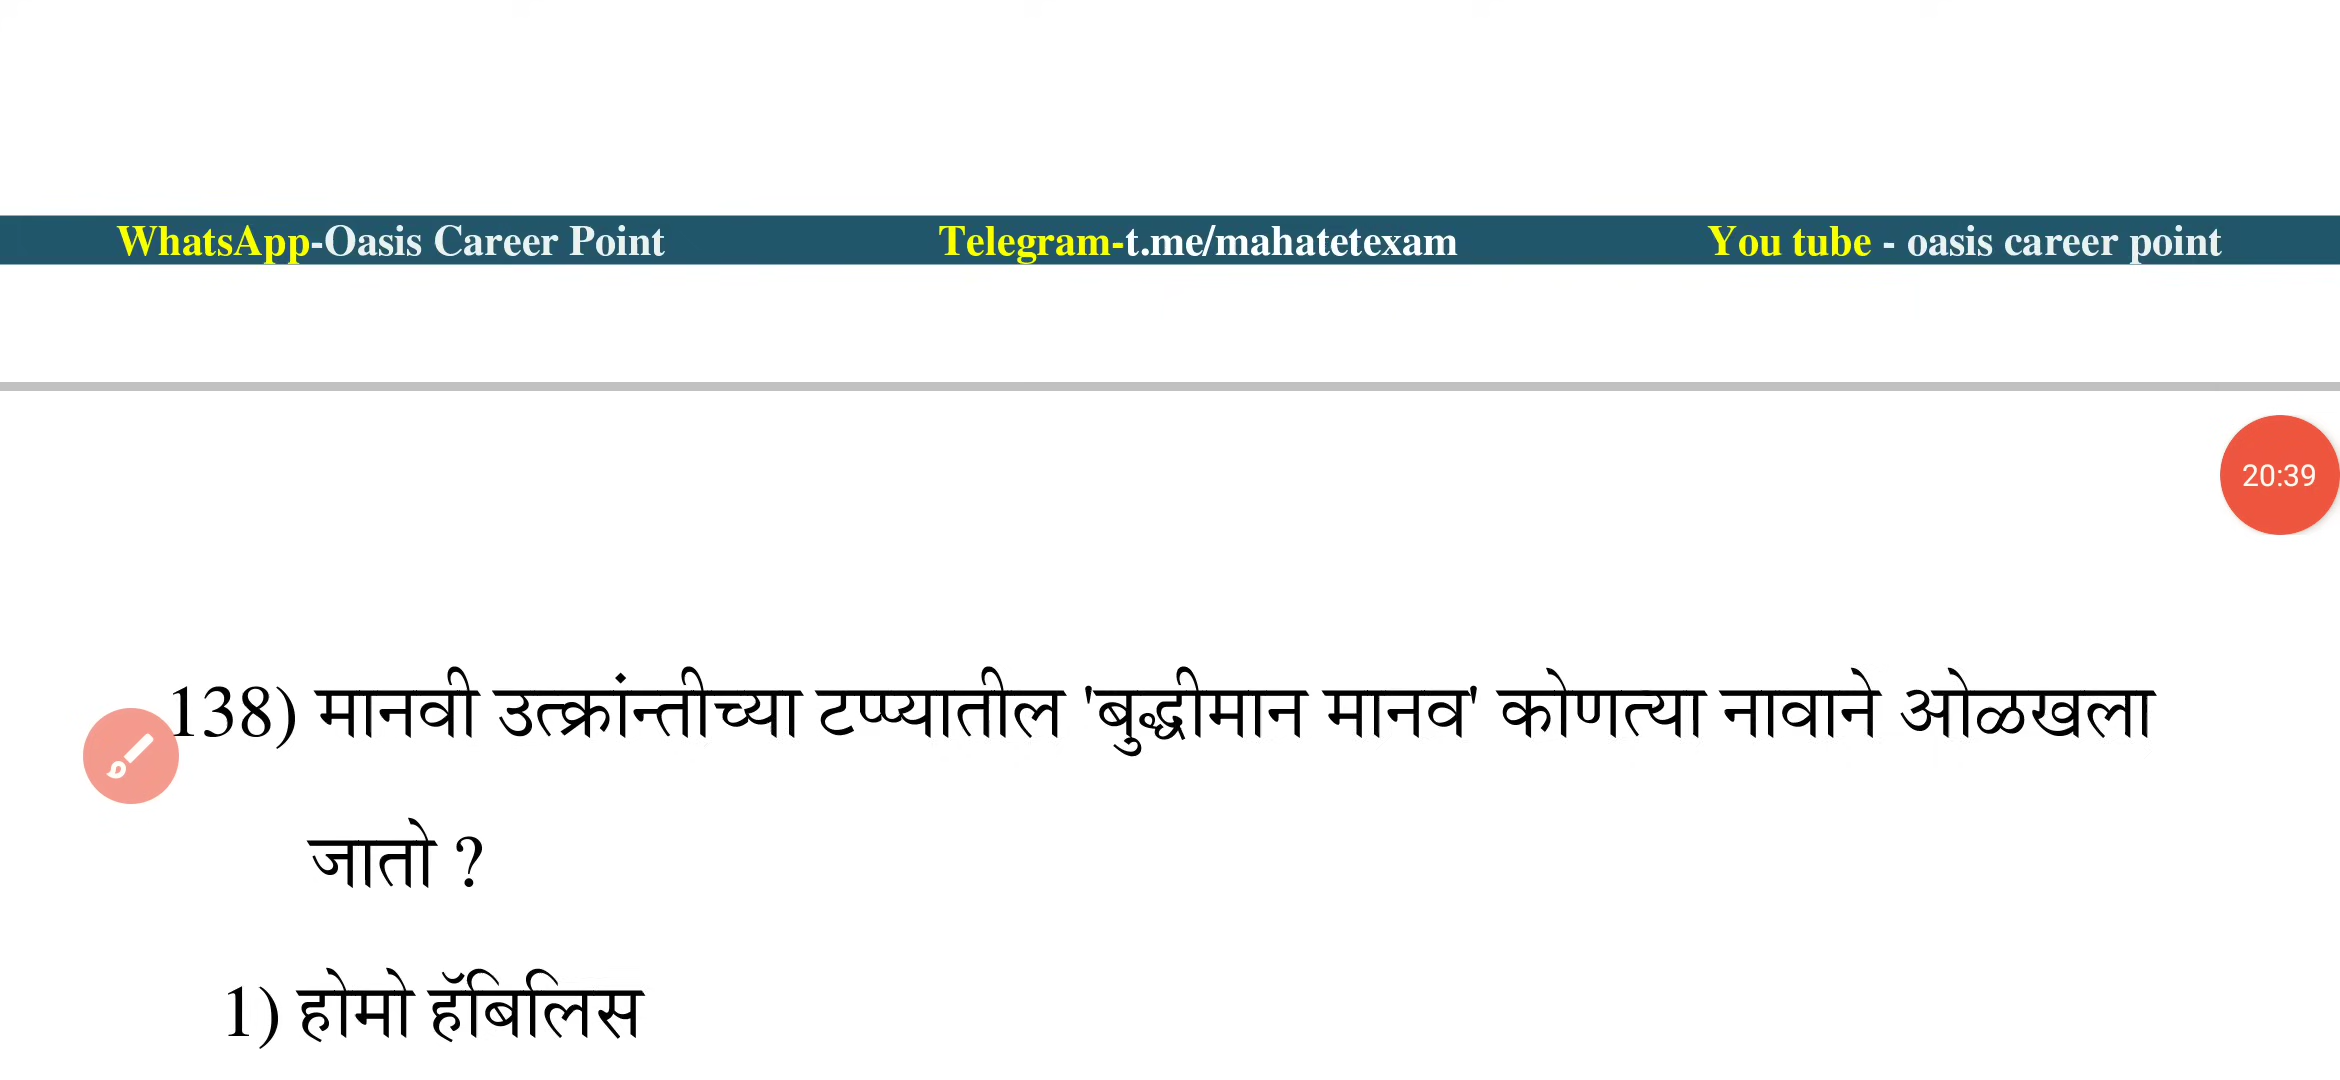 WhatsApp-Oasis Career Point Telegram-t.me/mahatetexam You tube - oasis career point
20:39
138) मानवी उत्क्रांन्तीच्या टप्प्यातील 'बुद्धीमान मानव' कोणत्या नावाने ओळखला
जातो ?
1) होमो हॅबिलिस